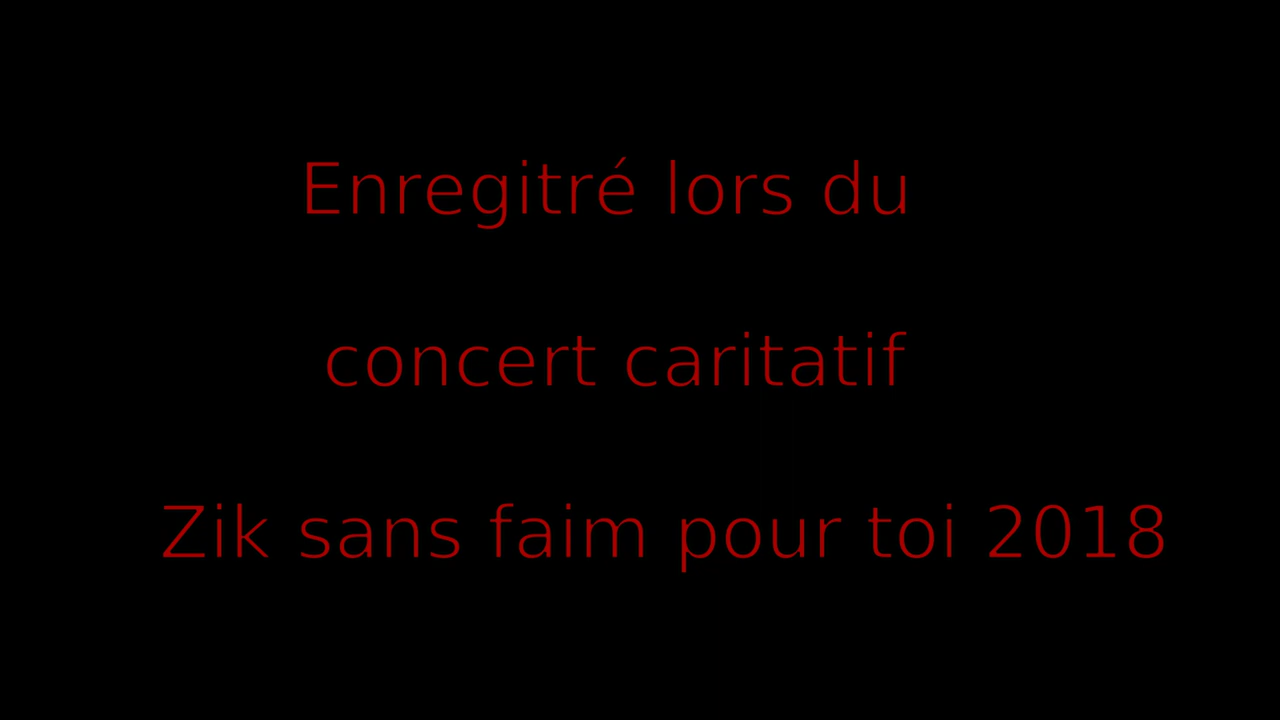 Enregitré lors du
concert caritatif
Zik sans faim pour toi 2018